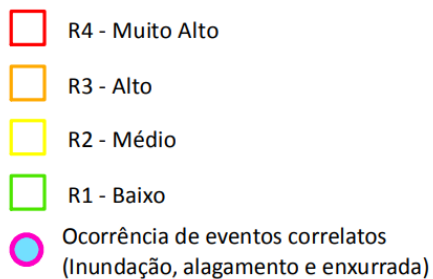 R4 - Muito Alto
R3 - Alto
R2 - Médio
R1 - Baixo
Ocorrência de eventos correlatos
(Inundação, alagamento e enxurrada)